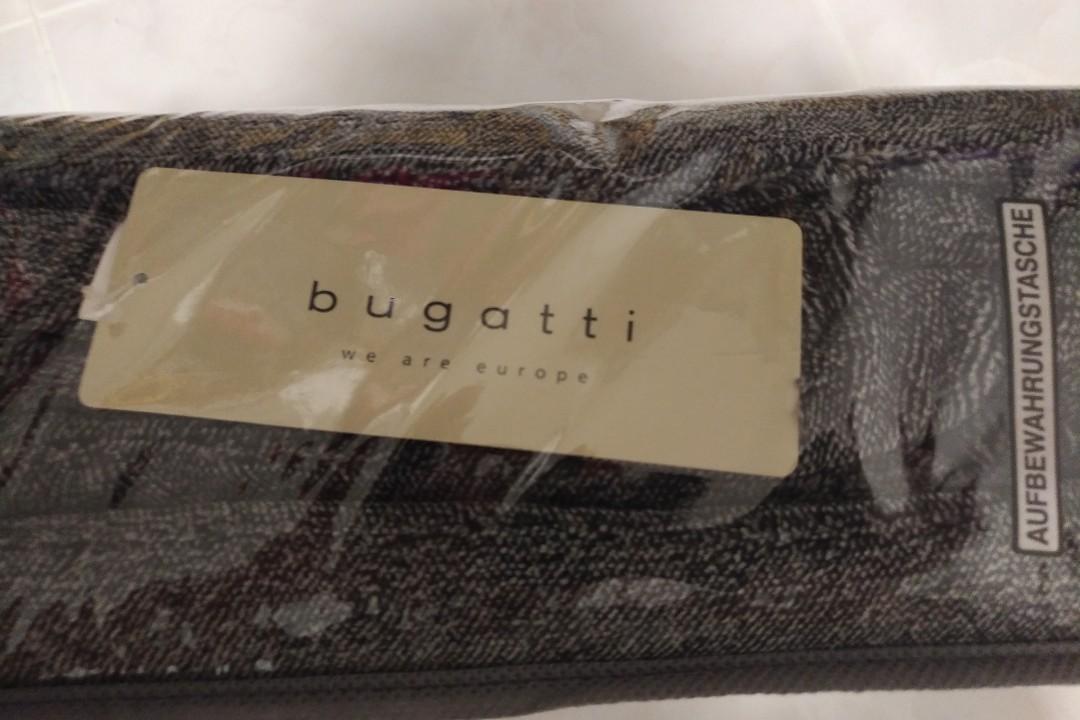 bugatti
we are europe
AUFBEWAHRUNGSTASCHE